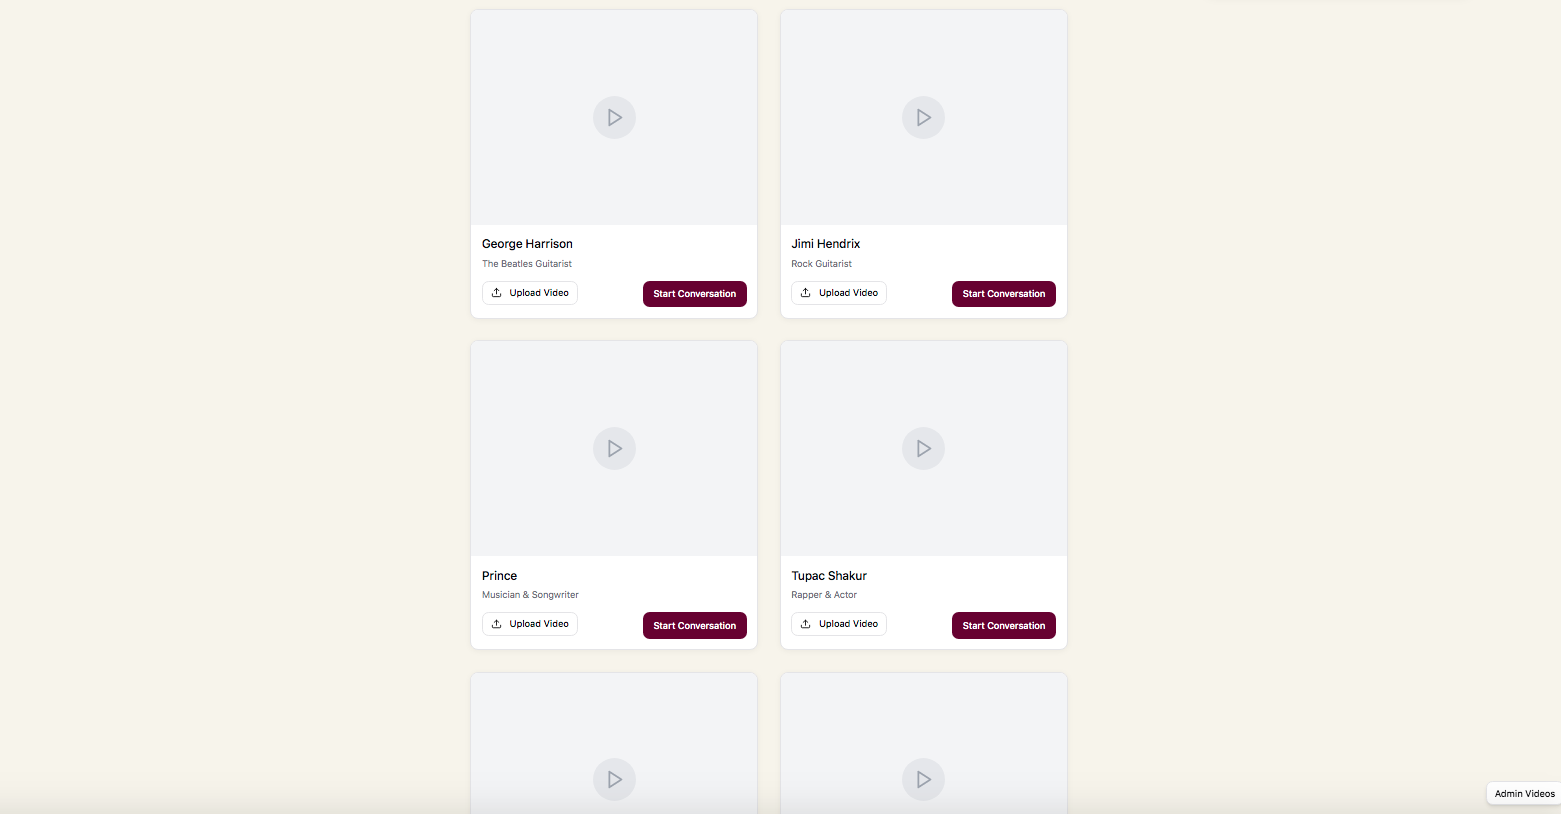 George Harrison
The Beatles Guitarist
Upload Video
Start Conversation
Jimi Hendrix
Rock Guitarist
Upload Video
Start Conversation
Prince
Musician & Songwriter
Upload Video
Start Conversation
Tupac Shakur
Rapper & Actor
Upload Video
Start Conversation
Admin Videos